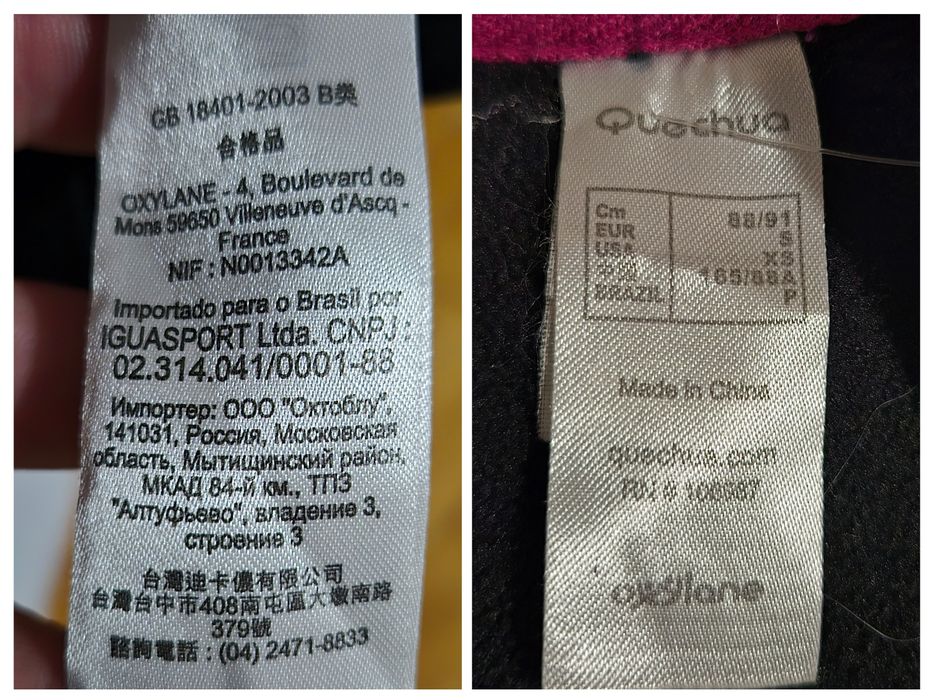 GB 18401-2003 B类
合格品
OXYLANE - 4, Boulevard de
Mons 59650 Villeneuve d'Ascq -
France
NIF : N0013342A
Importado para o Brasil por
IGUASPORT Ltda. CNPJ :
02.314.041/0001-88
Импортер: ООО "Октоблу",
141031, Россия, Московская
область, Мытищинский район,
МКАД 84-й км., ТПЗ
"Алтуфьево", владение 3,
строение 3
台灣迪卡儂有限公司
台灣台中市408南屯區大墩南路
379號
諮詢電話 : (04) 2471-8833
Quechua
Cm 88/91
EUR S
USA XS
中国 165/88A
BRAZIL P
Made in China
quechua.com
RN #
oxylane